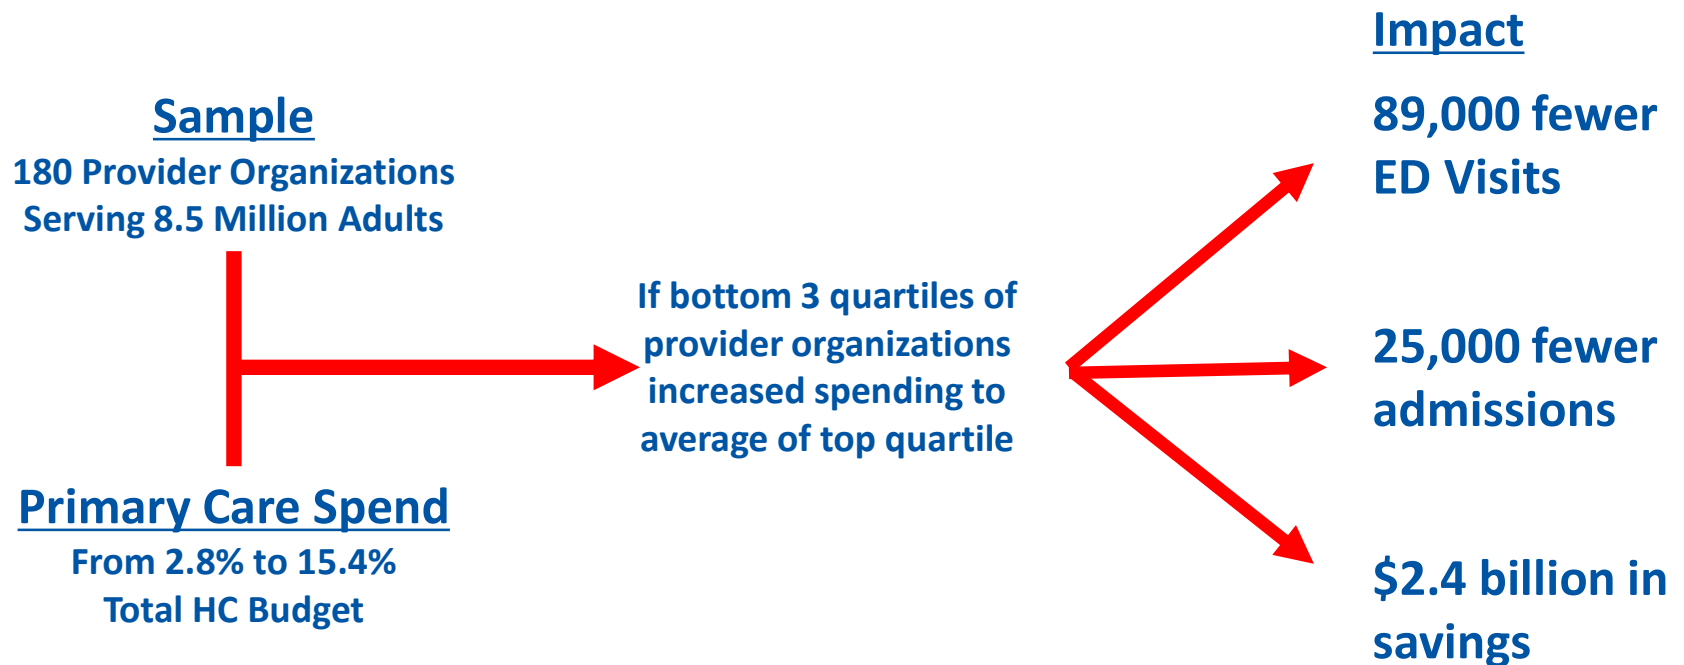 Sample
180 Provider Organizations
Serving 8.5 Million Adults
Primary Care Spend
From 2.8% to 15.4%
Total HC Budget
If bottom 3 quartiles of
provider organizations
increased spending to
average of top quartile
Impact
89,000 fewer
ED Visits
25,000 fewer
admissions
$2.4 billion in
savings